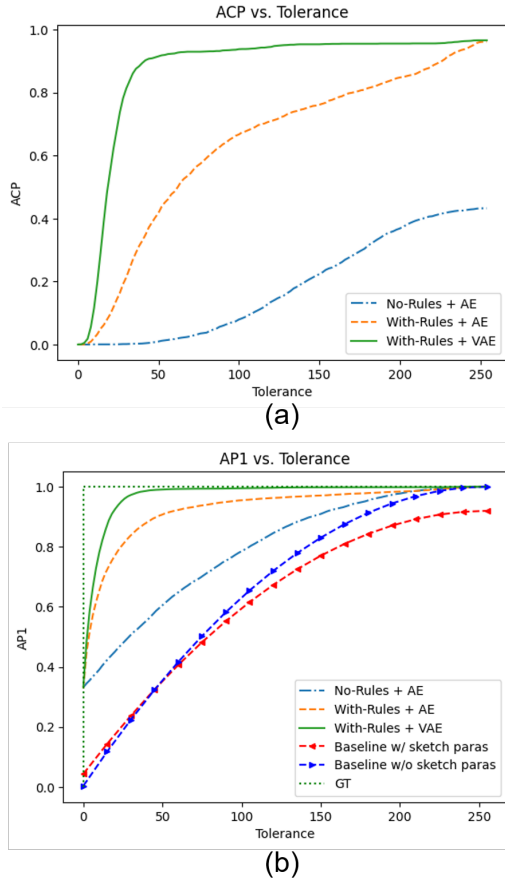 ACP vs. Tolerance
1.0
0.8
0.6
0.4
0.2
0.0
ACP
No-Rules + AE
With-Rules + AE
With-Rules + VAE
0 50 100 150 200 250
Tolerance
(a)
AP1 vs. Tolerance
1.0
0.8
0.6
0.4
0.2
0.0
AP1
No-Rules + AE
With-Rules + AE
With-Rules + VAE
Baseline w/ sketch paras
Baseline w/o sketch paras
GT
0 50 100 150 200 250
Tolerance
(b)